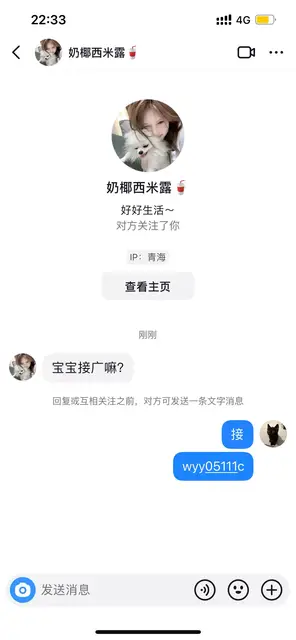 22:33
4G
奶椰西米露🥤
奶椰西米露🥤
好好生活～
对方关注了你
IP：青海
查看主页
刚刚
宝宝接广嘛？
回复或互相关注之前，对方可发送一条文字消息
接
wyy05111c
发送消息